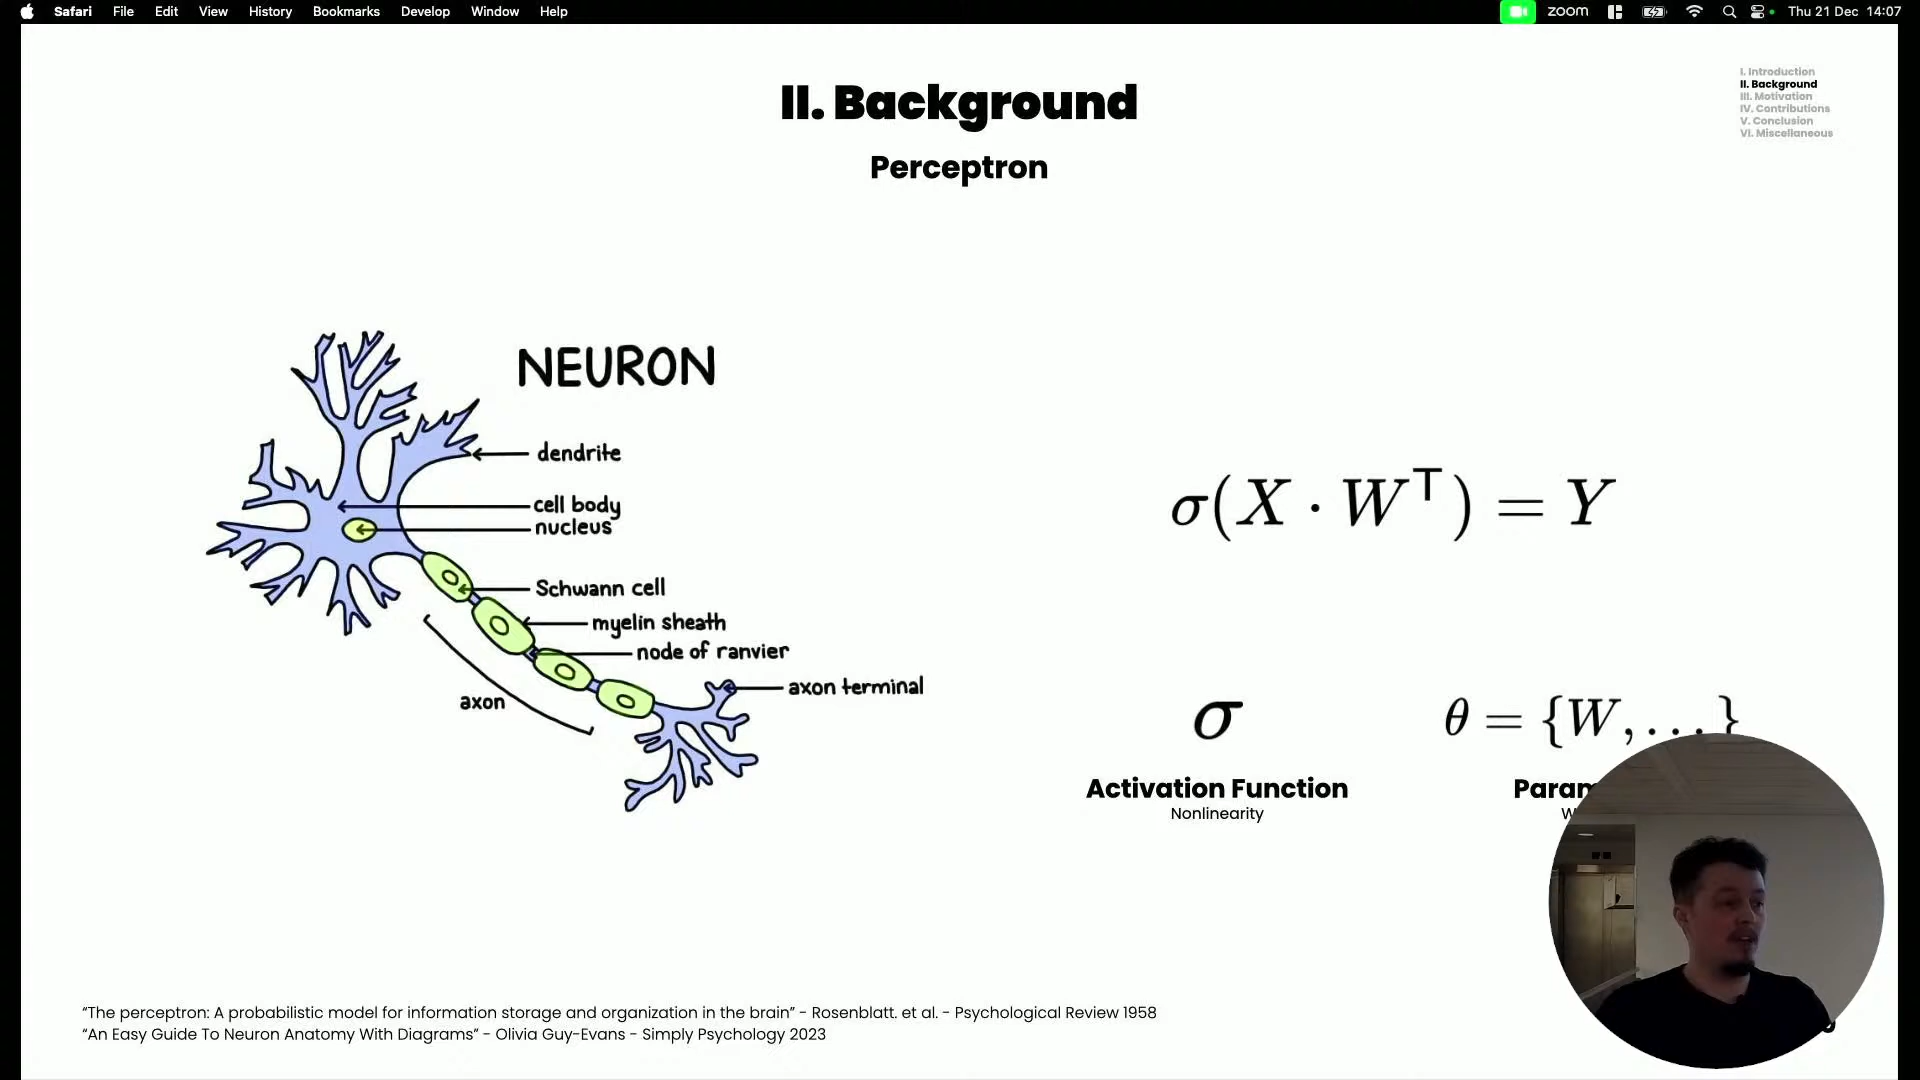 Safari File Edit View History Bookmarks Develop Window Help zoom Thu 21 Dec 14:07
I. Introduction
II. Background
III. Motivation
IV. Contributions
V. Conclusion
VI. Miscellaneous
II. Background
Perceptron
NEURON
dendrite
cell body
nucleus
Schwann cell
myelin sheath
node of ranvier
axon terminal
axon
σ(X · W⊤) = Y
σ
θ = {W, . . . }
Activation Function
Nonlinearity
“The perceptron: A probabilistic model for information storage and organization in the brain” - Rosenblatt. et al. - Psychological Review 1958
“An Easy Guide To Neuron Anatomy With Diagrams” - Olivia Guy-Evans - Simply Psychology 2023